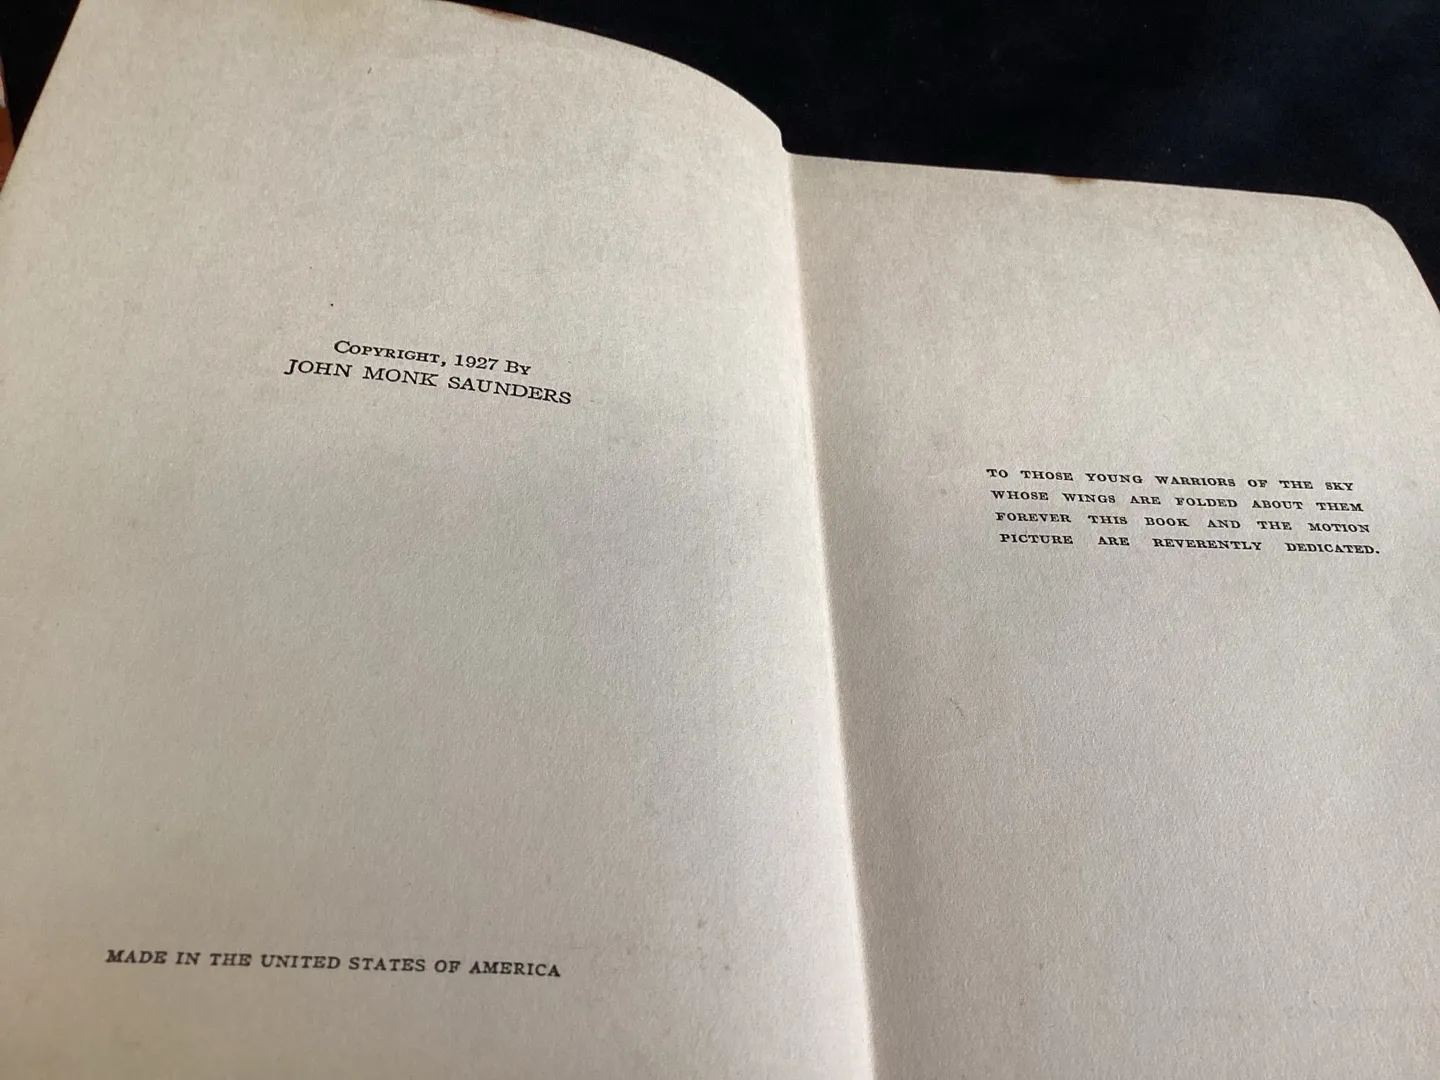 Copyright, 1927 By
JOHN MONK SAUNDERS
MADE IN THE UNITED STATES OF AMERICA
TO THOSE YOUNG WARRIORS OF THE SKY
WHOSE WINGS ARE FOLDED ABOUT THEM
FOREVER THIS BOOK AND THE MOTION
PICTURE ARE REVERENTLY DEDICATED.